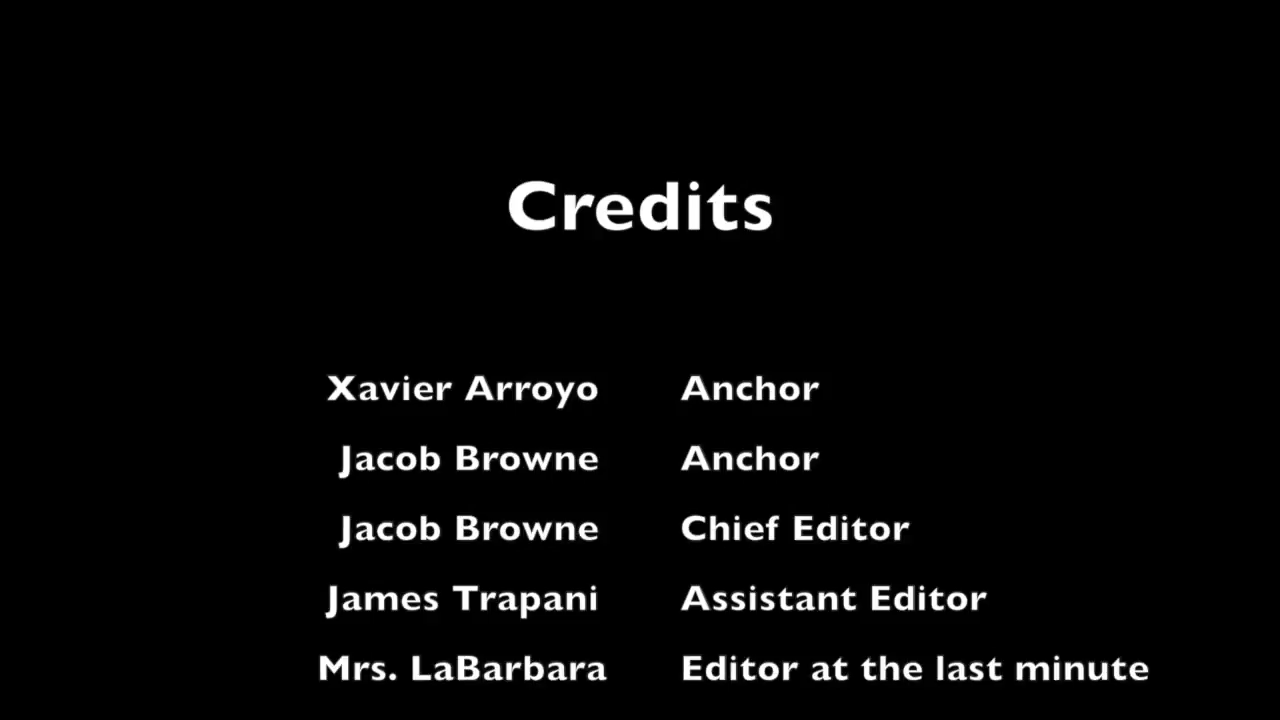 Credits
Xavier Arroyo Anchor
Jacob Browne Anchor
Jacob Browne Chief Editor
James Trapani Assistant Editor
Mrs. LaBarbara Editor at the last minute